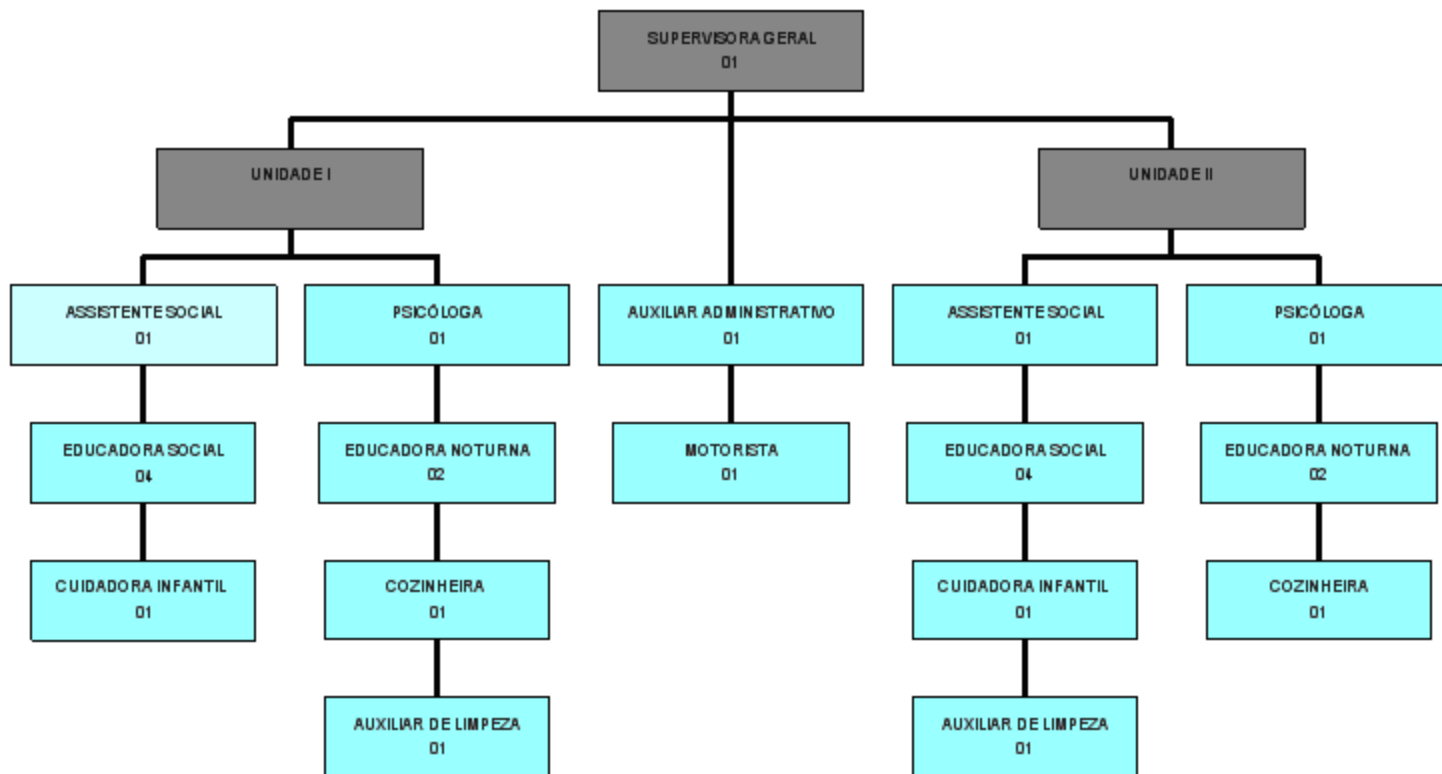 SUPERVISORA GERAL
01
UNIDADE I
UNIDADE II
ASSISTENTE SOCIAL
01
PSICÓLOGA
01
AUXILIAR ADMINISTRATIVO
01
ASSISTENTE SOCIAL
01
PSICÓLOGA
01
EDUCADORA SOCIAL
04
EDUCADORA NOTURNA
02
MOTORISTA
01
EDUCADORA SOCIAL
04
EDUCADORA NOTURNA
02
CUIDADORA INFANTIL
01
COZINHEIRA
01
CUIDADORA INFANTIL
01
COZINHEIRA
01
AUXILIAR DE LIMPEZA
01
AUXILIAR DE LIMPEZA
01